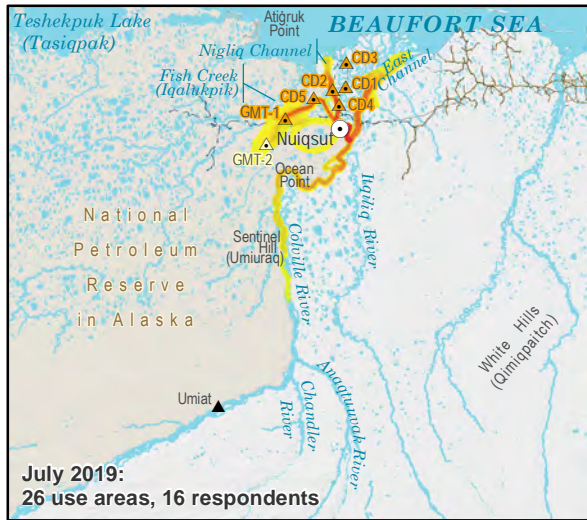 Teshekpuk Lake
(Tasiqpak)
Atigruk
Point
BEAUFORT SEA
Nigliq Channel
CD3
East
Channel
Fish Creek
(Iqalukpik)
CD2
CD1
CD5
CD4
GMT-1
Nuiqsut
GMT-2
Ocean
Point
Itqiliq River
National
Petroleum
Reserve
in Alaska
Sentinel
Hill
(Umiuraq)
Colville River
White Hills
(Qimiqpaitch)
Umiat
Chandler
River
Anaqtuuvak River
July 2019:
26 use areas, 16 respondents